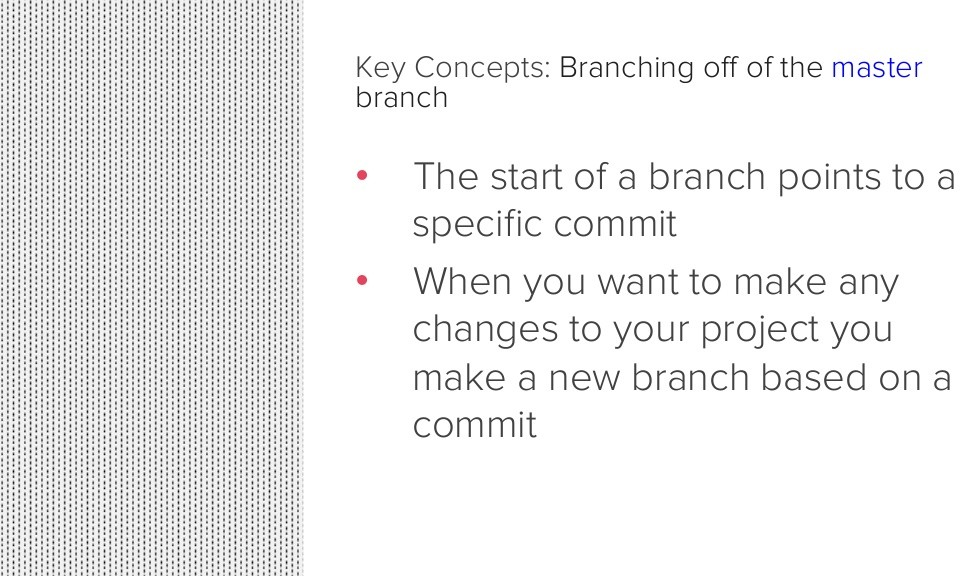 Key Concepts: Branching off of the master
branch
• The start of a branch points to a
specific commit
• When you want to make any
changes to your project you
make a new branch based on a
commit